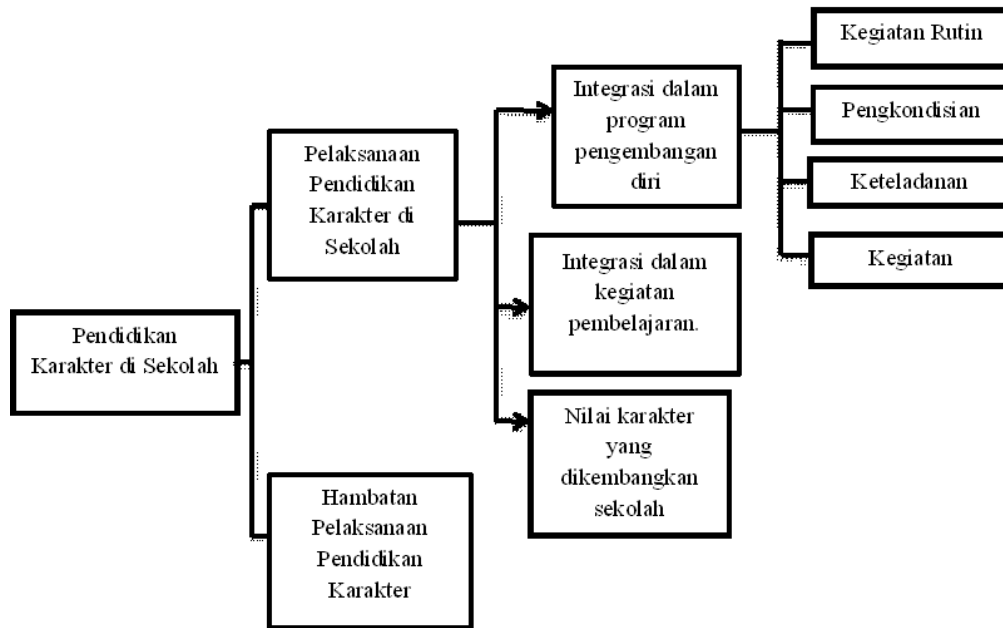 Pendidikan
Karakter di Sekolah
Pelaksanaan
Pendidikan
Karakter di
Sekolah
Hambatan
Pelaksanaan
Pendidikan
Karakter
Integrasi dalam
program
pengembangan
diri
Integrasi dalam
kegiatan
pembelajaran.
Nilai karakter
yang
dikembangkan
sekolah
Kegiatan Rutin
Pengkondisian
Keteladanan
Kegiatan